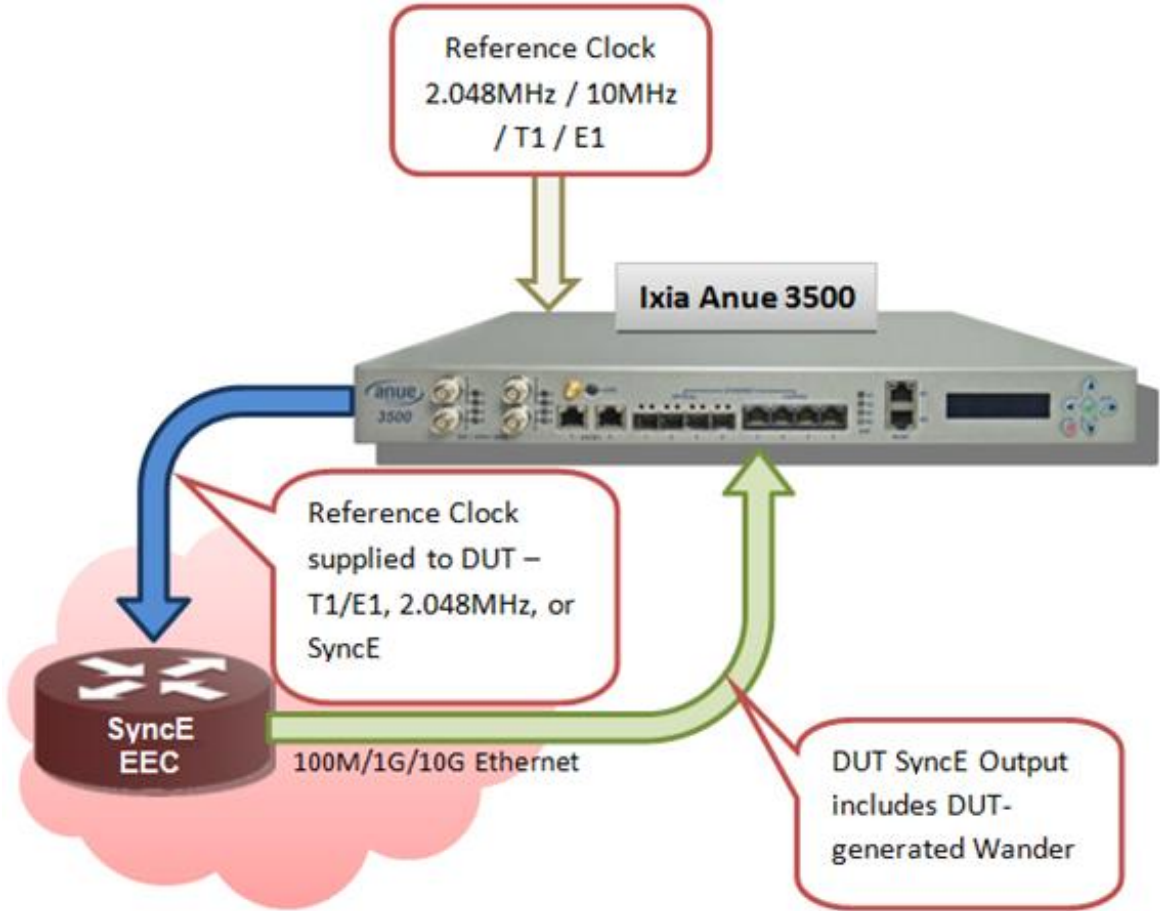 Reference Clock
2.048MHz / 10MHz
/ T1 / E1
Ixia Anue 3500
anue
3500
Reference Clock
supplied to DUT –
T1/E1, 2.048MHz, or
SyncE
SyncE
EEC
100M/1G/10G Ethernet
DUT SyncE Output
includes DUT-
generated Wander